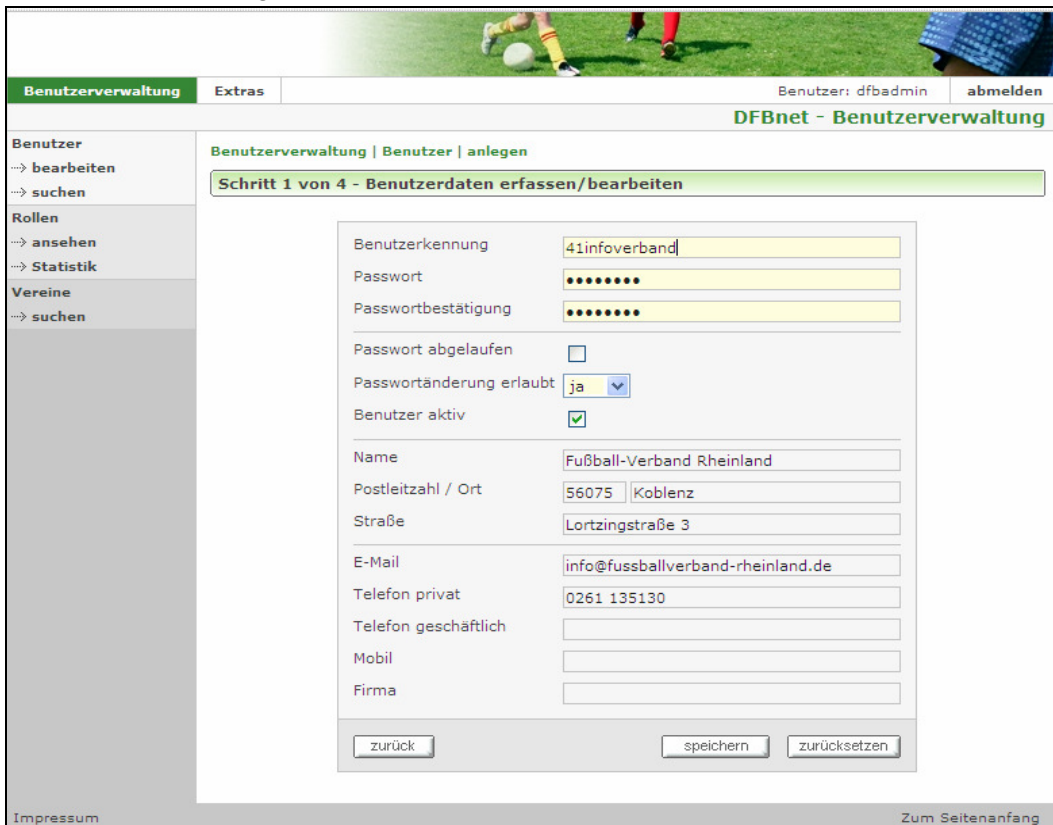 Benutzerverwaltung Extras Benutzer: dfbadmin abmelden
DFBnet - Benutzerverwaltung
Benutzer
bearbeiten
suchen
Rollen
ansehen
Statistik
Vereine
suchen
Benutzerverwaltung | Benutzer | anlegen
Schritt 1 von 4 - Benutzerdaten erfassen/bearbeiten
Benutzerkennung 41infoverband
Passwort ••••••••
Passwortbestätigung ••••••••
Passwort abgelaufen
Passwortänderung erlaubt ja
Benutzer aktiv
Name Fußball-Verband Rheinland
Postleitzahl / Ort 56075 Koblenz
Straße Lortzingstraße 3
E-Mail info@fussballverband-rheinland.de
Telefon privat 0261 135130
Telefon geschäftlich
Mobil
Firma
zurück speichern zurücksetzen
Impressum Zum Seitenanfang